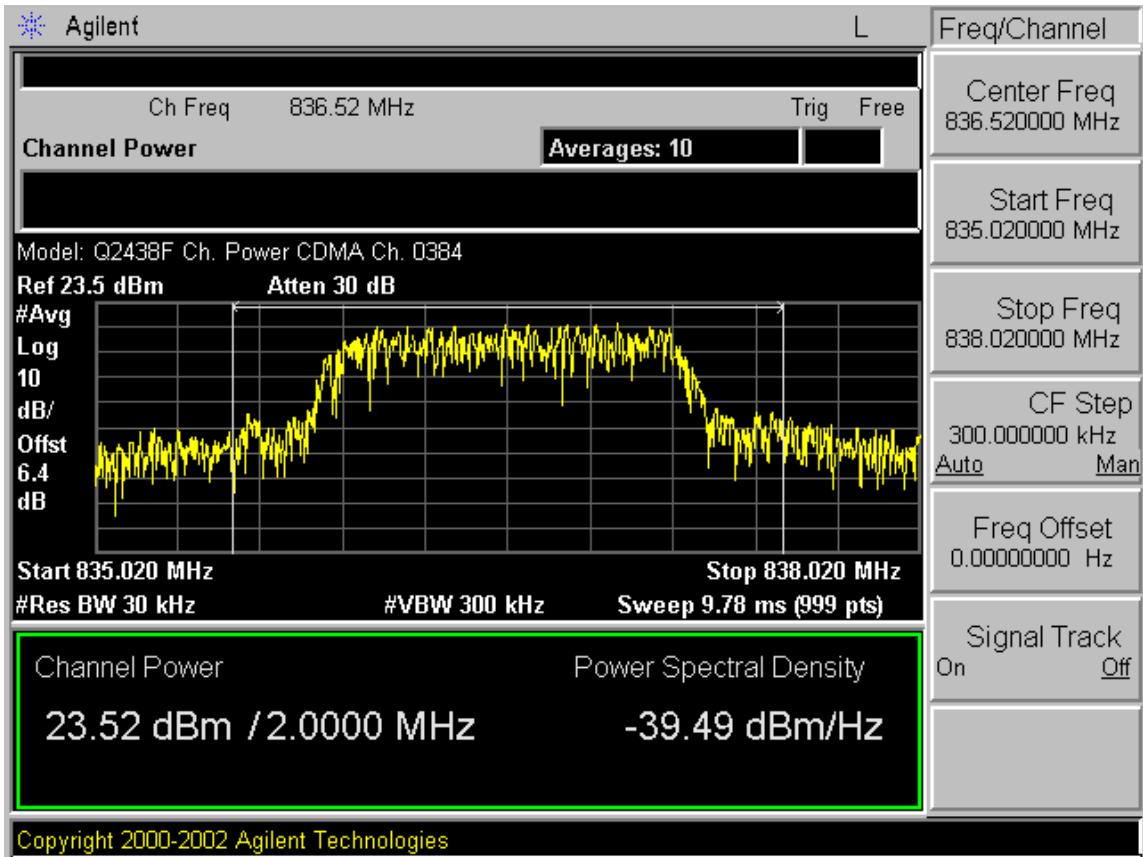 Agilent L
Ch Freq 836.52 MHz Trig Free
Channel Power Averages: 10
Model: Q2438F Ch. Power CDMA Ch. 0384
Ref 23.5 dBm Atten 30 dB
#Avg
Log
10
dB/
Offst
6.4
dB
Start 835.020 MHz Stop 838.020 MHz
#Res BW 30 kHz #VBW 300 kHz Sweep 9.78 ms (999 pts)
Channel Power Power Spectral Density
23.52 dBm / 2.0000 MHz -39.49 dBm/Hz
Copyright 2000-2002 Agilent Technologies
Freq/Channel
Center Freq
836.520000 MHz
Start Freq
835.020000 MHz
Stop Freq
838.020000 MHz
CF Step
300.000000 kHz
Auto Man
Freq Offset
0.00000000 Hz
Signal Track
On Off